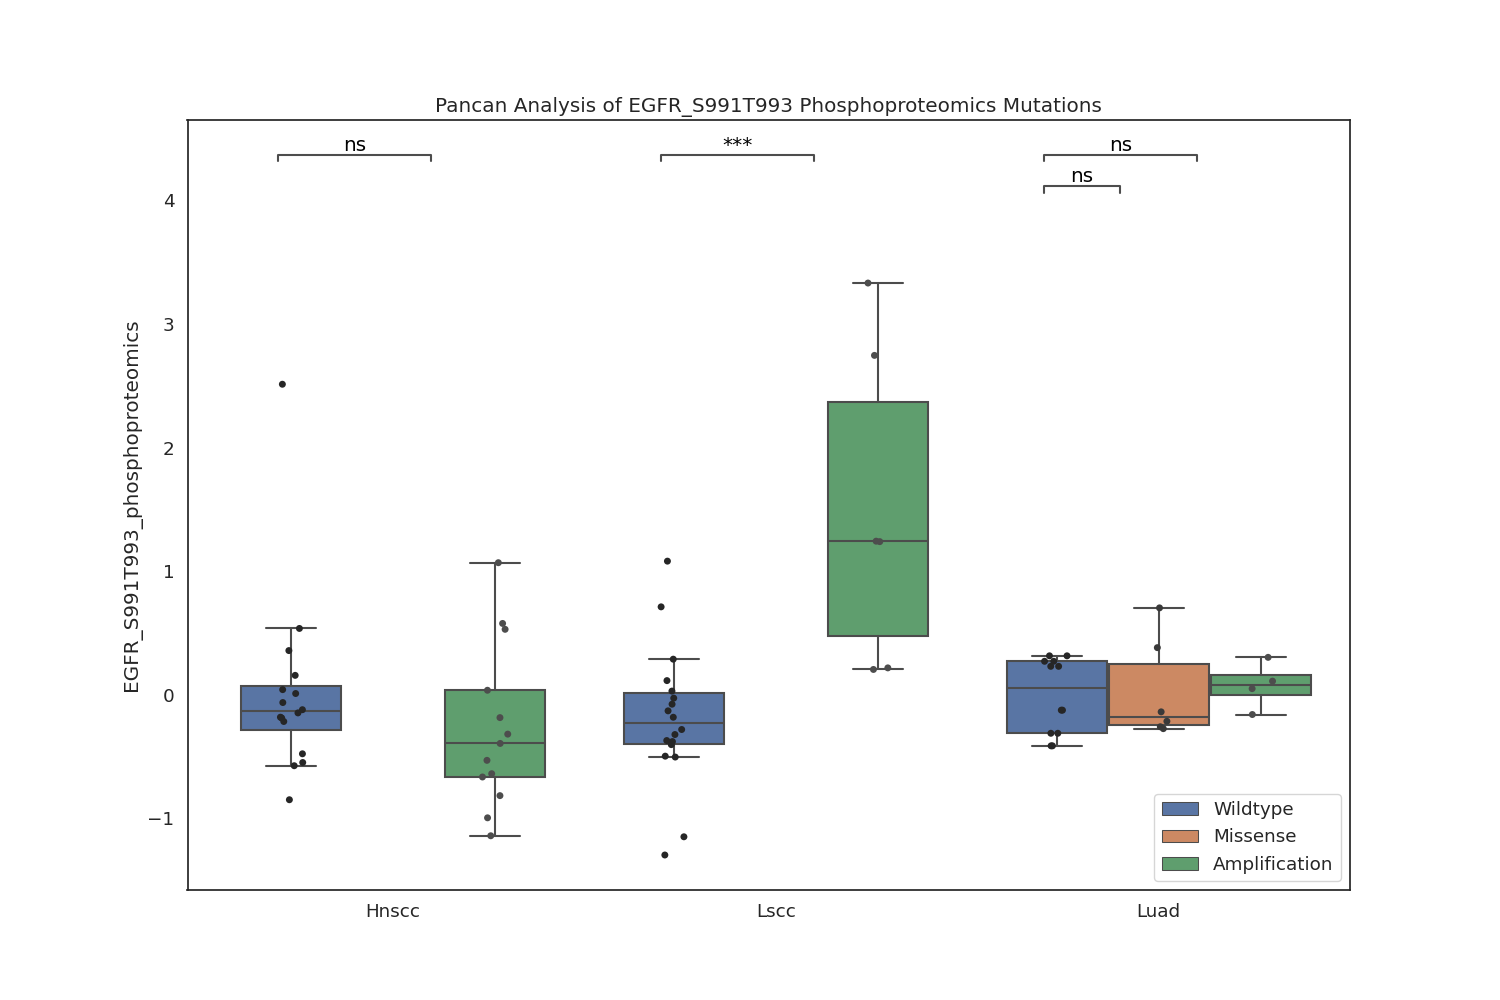 Pancan Analysis of EGFR_S991T993 Phosphoproteomics Mutations
ns
***
ns
ns
4
3
2
1
0
−1
EGFR_S991T993_phosphoproteomics
Wildtype
Missense
Amplification
Hnscc
Lscc
Luad